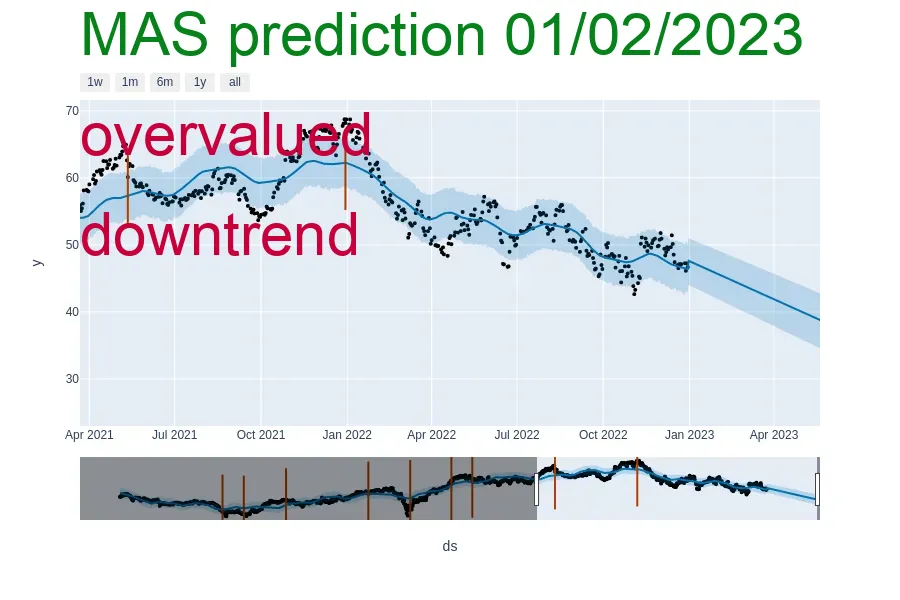 MAS prediction 01/02/2023
1w 1m 6m 1y all
70
overvalued
60
downtrend
50
y
40
30
Apr 2021 Jul 2021 Oct 2021 Jan 2022 Apr 2022 Jul 2022 Oct 2022 Jan 2023 Apr 2023
ds